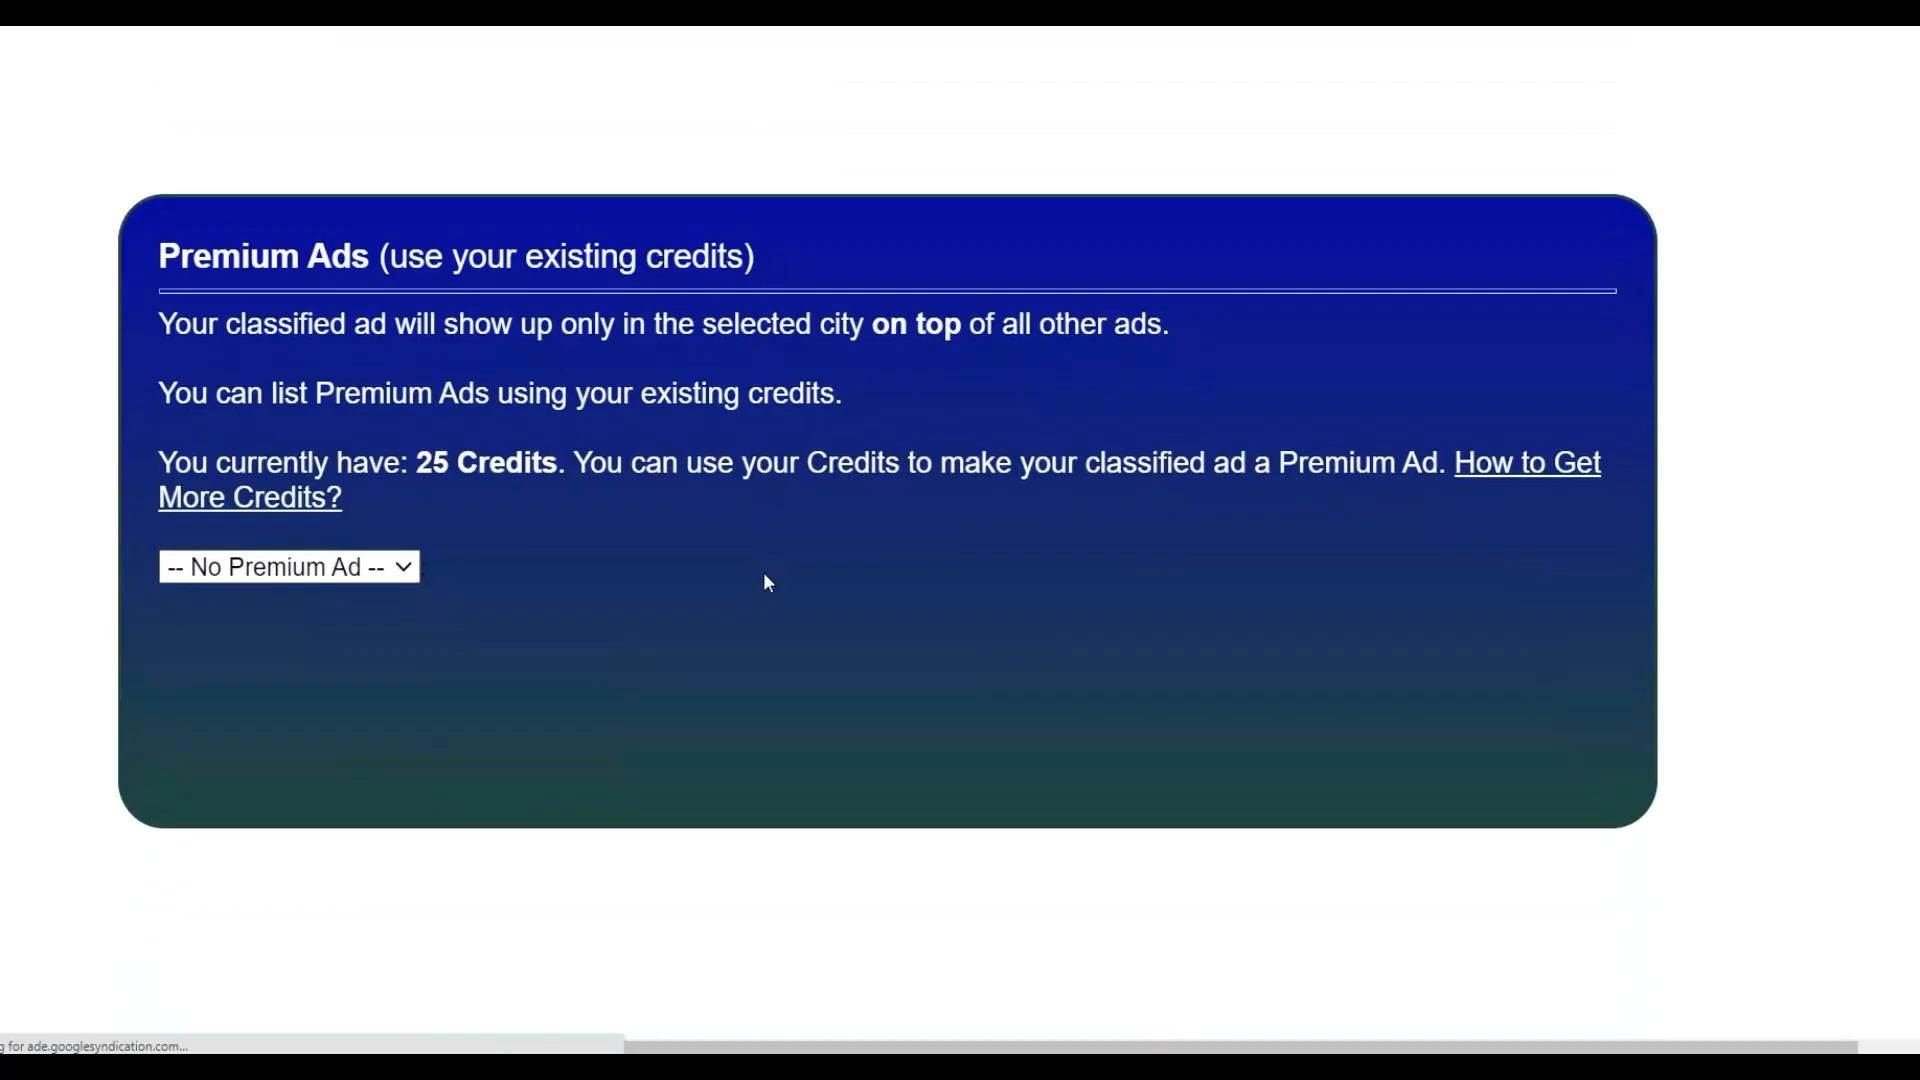 Premium Ads (use your existing credits)
Your classified ad will show up only in the selected city on top of all other ads.
You can list Premium Ads using your existing credits.
You currently have: 25 Credits. You can use your Credits to make your classified ad a Premium Ad. How to Get
More Credits?
-- No Premium Ad --
g for ade.googlesyndication.com...